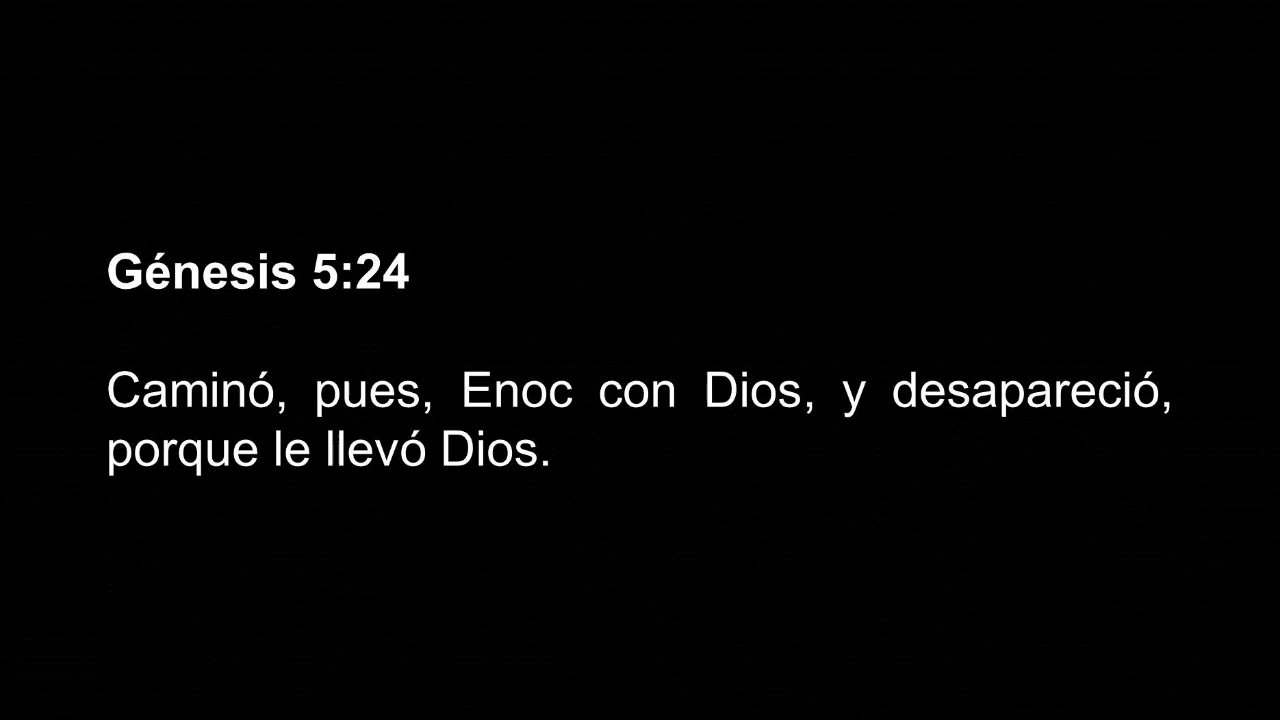 Génesis 5:24
Caminó, pues, Enoc con Dios, y desapareció,
porque le llevó Dios.